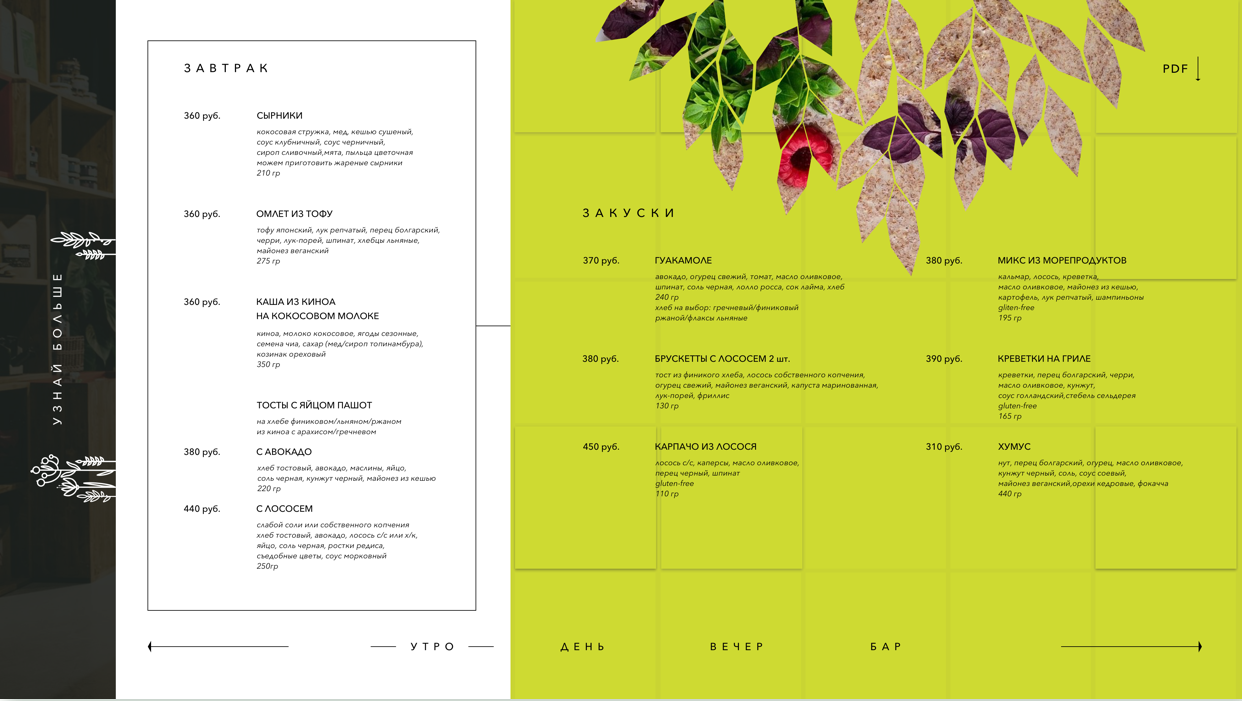 УЗНАЙ БОЛЬШЕ
ЗАВТРАК
360 руб. СЫРНИКИ
кокосовая стружка, мед, кешью сушеный,
соус клубничный, соус черничный,
сироп сливочный,мята, пыльца цветочная
можем приготовить жареные сырники
210 гр
360 руб. ОМЛЕТ ИЗ ТОФУ
тофу японский, лук репчатый, перец болгарский,
черри, лук-порей, шпинат, хлебцы льняные,
майонез веганский
275 гр
360 руб. КАША ИЗ КИНОА
НА КОКОСОВОМ МОЛОКЕ
киноа, молоко кокосовое, ягоды сезонные,
семена чиа, сахар (мед/сироп топинамбура),
козинак ореховый
350 гр
ТОСТЫ С ЯЙЦОМ ПАШОТ
на хлебе финиковом/льняном/ржаном
из киноа с арахисом/гречневом
380 руб. С АВОКАДО
хлеб тостовый, авокадо, маслины, яйцо,
соль черная, кунжут черный, майонез из кешью
220 гр
440 руб. С ЛОСОСЕМ
слабой соли или собственного копчения
хлеб тостовый, авокадо, лосось с/с или х/к,
яйцо, соль черная, ростки редиса,
съедобные цветы, соус морковный
250гр
PDF
ЗАКУСКИ
370 руб. ГУАКАМОЛЕ
авокадо, огурец свежий, томат, масло оливковое,
шпинат, соль черная, лолло росса, сок лайма, хлеб
240 гр
хлеб на выбор: гречневый/финиковый
ржаной/флаксы льняные
380 руб. БРУСКЕТТЫ С ЛОСОСЕМ 2 шт.
тост из финикого хлеба, лосось собственного копчения,
огурец свежий, майонез веганский, капуста маринованная,
лук-порей, фриллис
130 гр
450 руб. КАРПАЧО ИЗ ЛОСОСЯ
лосось с/с, каперсы, масло оливковое,
перец черный, шпинат
gluten-free
110 гр
380 руб. МИКС ИЗ МОРЕПРОДУКТОВ
кальмар, лосось, креветка,
масло оливковое, майонез из кешью,
картофель, лук репчатый, шампиньоны
gliten-free
195 гр
390 руб. КРЕВЕТКИ НА ГРИЛЕ
креветки, перец болгарский, черри,
масло оливковое, кунжут,
соус голландский,стебель сельдерея
gluten-free
165 гр
310 руб. ХУМУС
нут, перец болгарский, огурец, масло оливковое,
кунжут черный, соль, соус соевый,
майонез веганский,орехи кедровые, фокачча
440 гр
УТРО ДЕНЬ ВЕЧЕР БАР